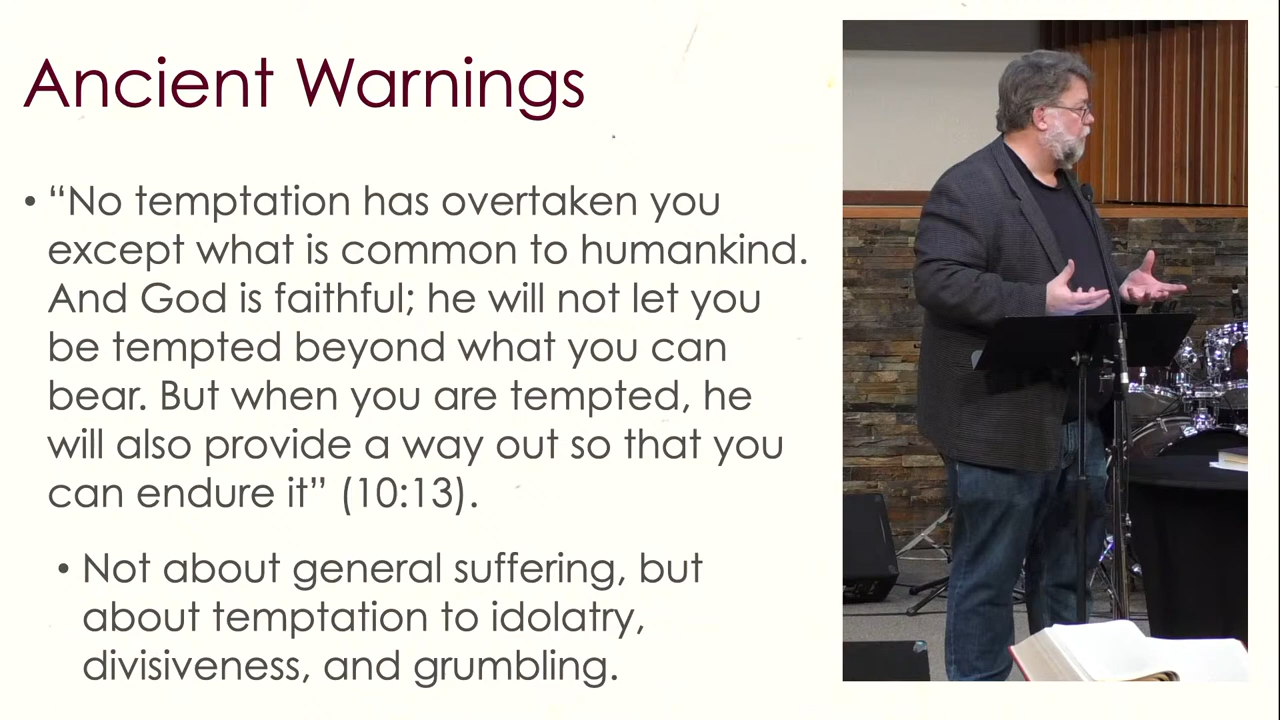 Ancient Warnings
• “No temptation has overtaken you
except what is common to humankind.
And God is faithful; he will not let you
be tempted beyond what you can
bear. But when you are tempted, he
will also provide a way out so that you
can endure it” (10:13).
• Not about general suffering, but
about temptation to idolatry,
divisiveness, and grumbling.